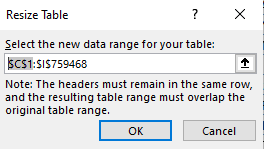 Resize Table
Select the new data range for your table:
$C$1:$I$759468
Note: The headers must remain in the same row,
and the resulting table range must overlap the
original table range.
OK
Cancel